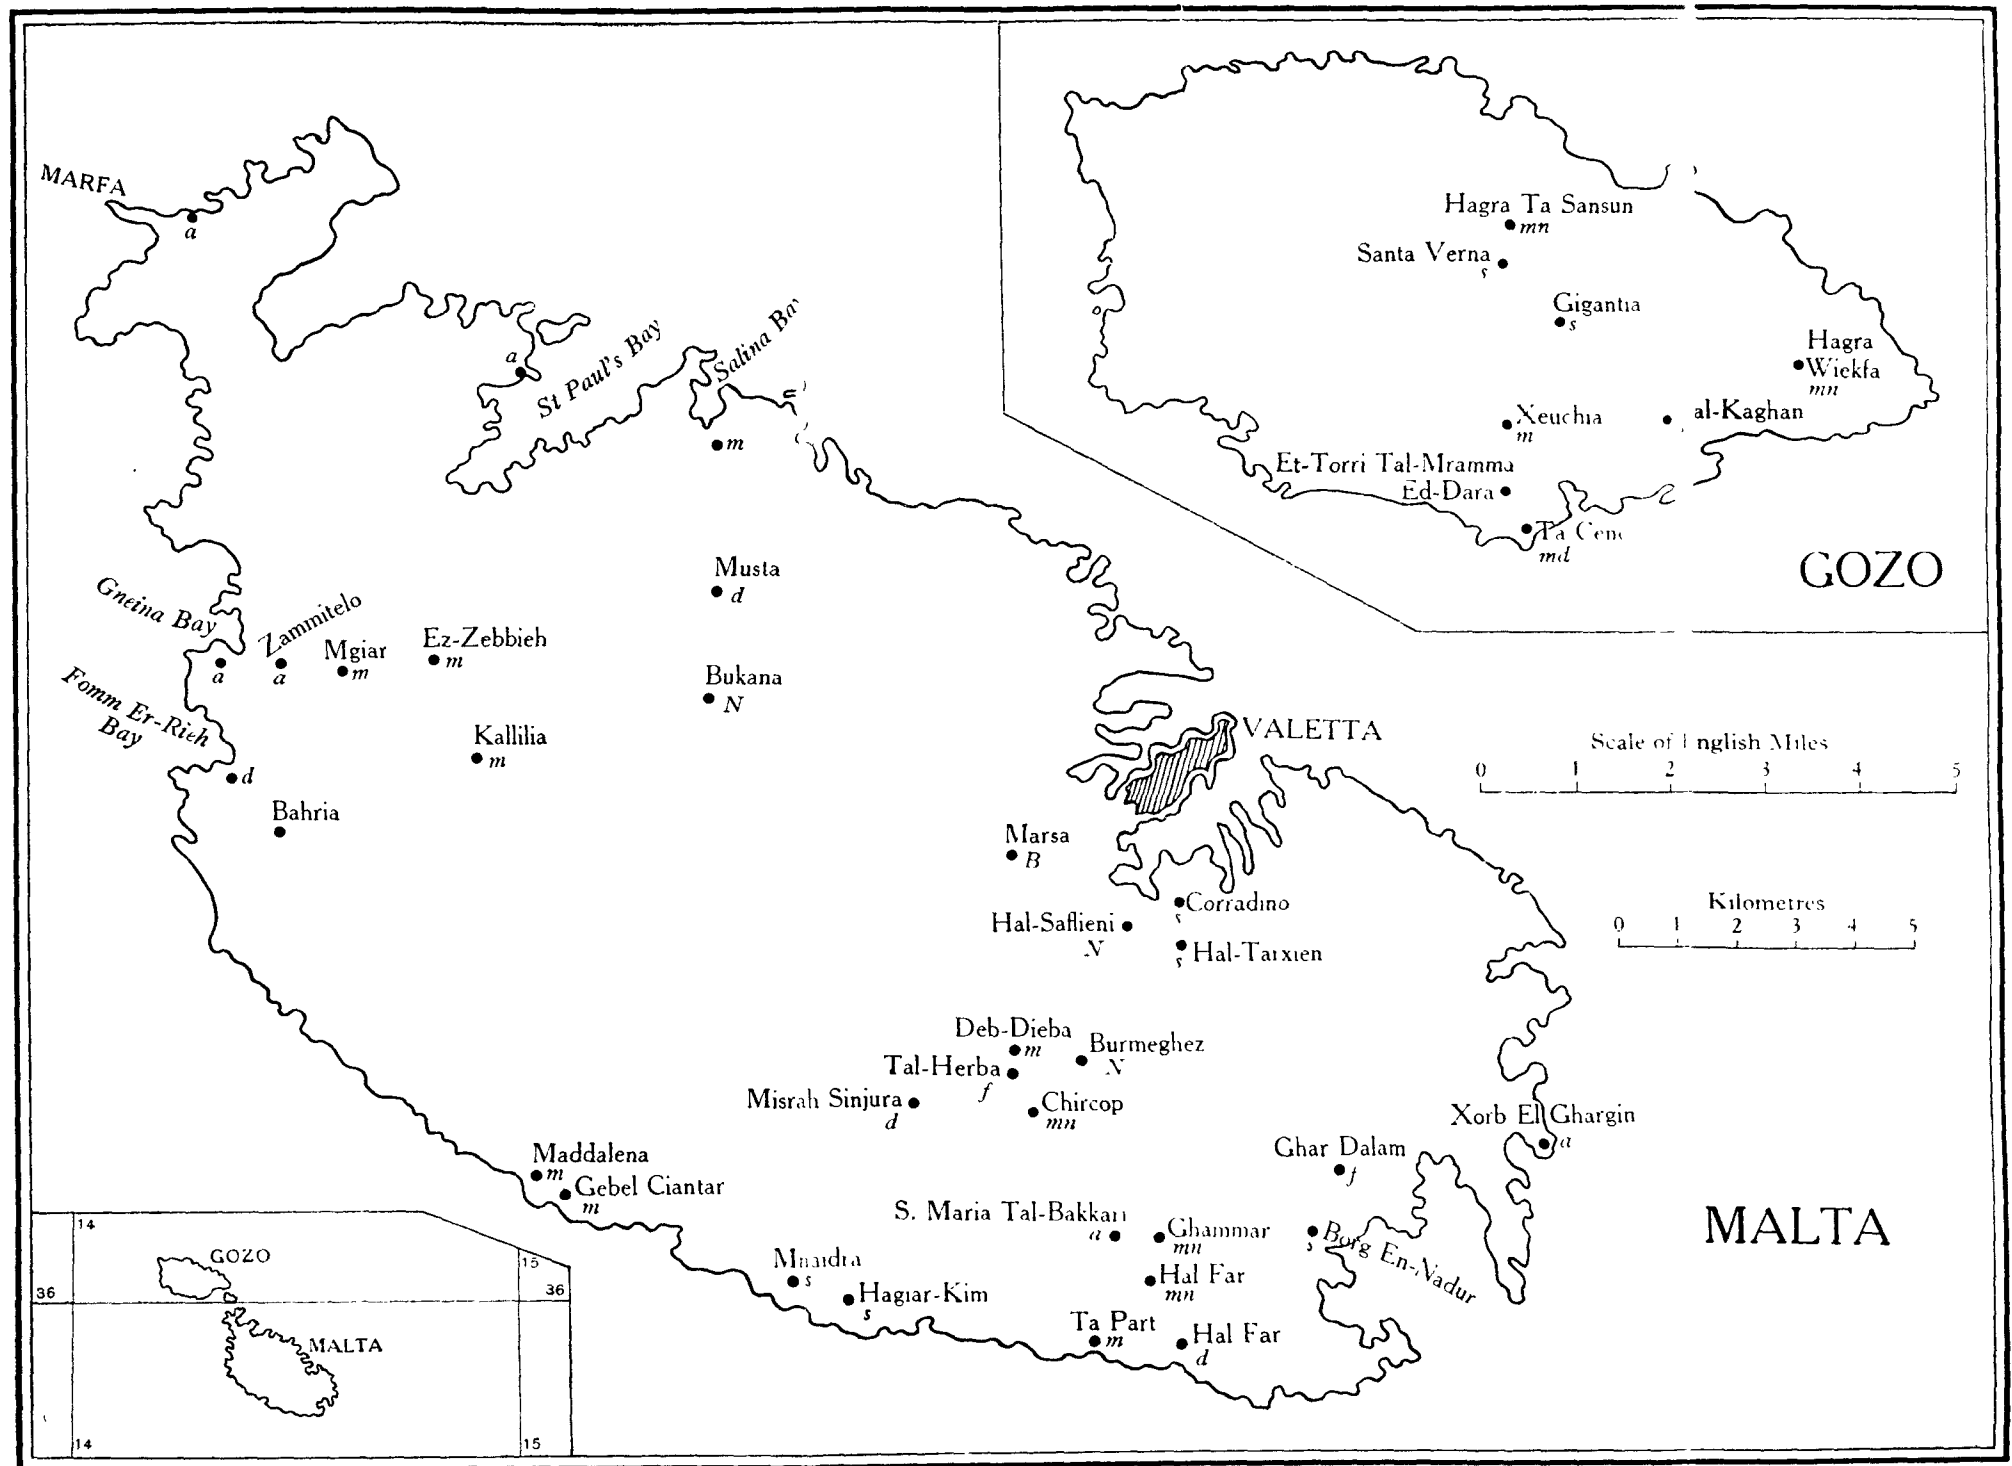 MARFA
a
a
St Paul's Bay
Salina
m
Hagra Ta Sansun
mn
Santa Verna
s
Gigantia
s
Hagra
Wiekfa
mn
Xeuchia
m
al-Kaghan
Et-Torri Tal-Mramma
Ed-Dara
Ta
md
GOZO
Musta
d
Gneina Bay
a
Zammitelo
a
Mgiar
m
Ez-Zebbieh
m
Bukana
N
Fomm Er-Rieh
Bay
d
Kallilia
m
Bahria
VALETTA
Scale of English Miles
0 1 2 3 4 5
Marsa
B
Kilometres
0 1 2 3 4 5
Corradino
s
Hal-Saflieni
N
Hal-Tarxien
s
Deb-Dieba
m
Burmeghez
N
Tal-Herba
f
Misrah Sinjura
d
Chircop
mn
Xorb El Ghargin
a
Ghar Dalam
f
Maddalena
m
Gebel Ciantar
m
S. Maria Tal-Bakkari
a
Ghammar
mn
Borg En-Nadur
s
MALTA
Mnaidra
s
Hagiar-Kim
s
Hal Far
mn
Ta Part
m
Hal Far
d
14
15
GOZO
36
36
MALTA
14
15